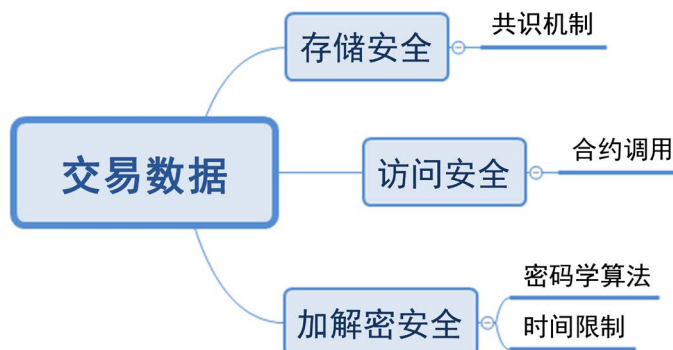 共识机制
存储安全
合约调用
交易数据
访问安全
密码学算法
加解密安全
时间限制